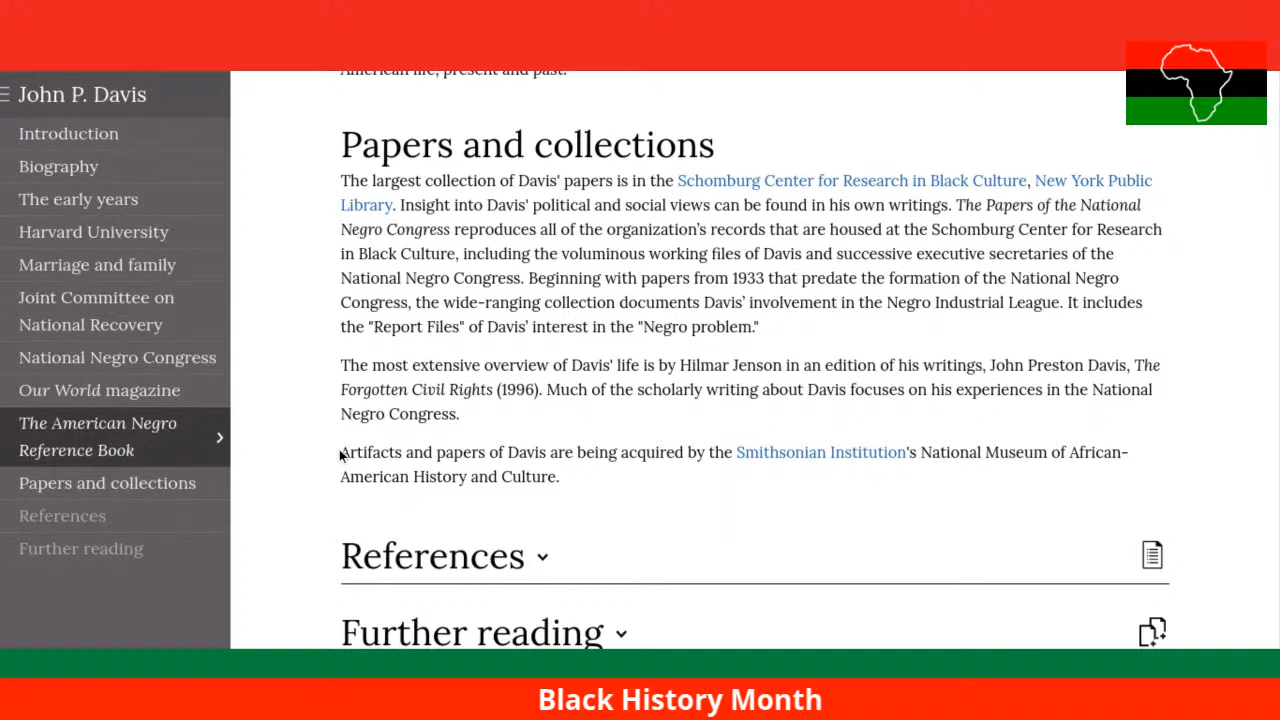 American life, present and past.
John P. Davis
Introduction
Biography
The early years
Harvard University
Marriage and family
Joint Committee on
National Recovery
National Negro Congress
Our World magazine
The American Negro
Reference Book
Papers and collections
References
Further reading
Papers and collections
The largest collection of Davis' papers is in the Schomburg Center for Research in Black Culture, New York Public
Library. Insight into Davis' political and social views can be found in his own writings. The Papers of the National
Negro Congress reproduces all of the organization's records that are housed at the Schomburg Center for Research
in Black Culture, including the voluminous working files of Davis and successive executive secretaries of the
National Negro Congress. Beginning with papers from 1933 that predate the formation of the National Negro
Congress, the wide-ranging collection documents Davis’ involvement in the Negro Industrial League. It includes
the "Report Files" of Davis’ interest in the "Negro problem."
The most extensive overview of Davis' life is by Hilmar Jenson in an edition of his writings, John Preston Davis, The
Forgotten Civil Rights (1996). Much of the scholarly writing about Davis focuses on his experiences in the National
Negro Congress.
Artifacts and papers of Davis are being acquired by the Smithsonian Institution's National Museum of African-
American History and Culture.
References
Further reading
Black History Month